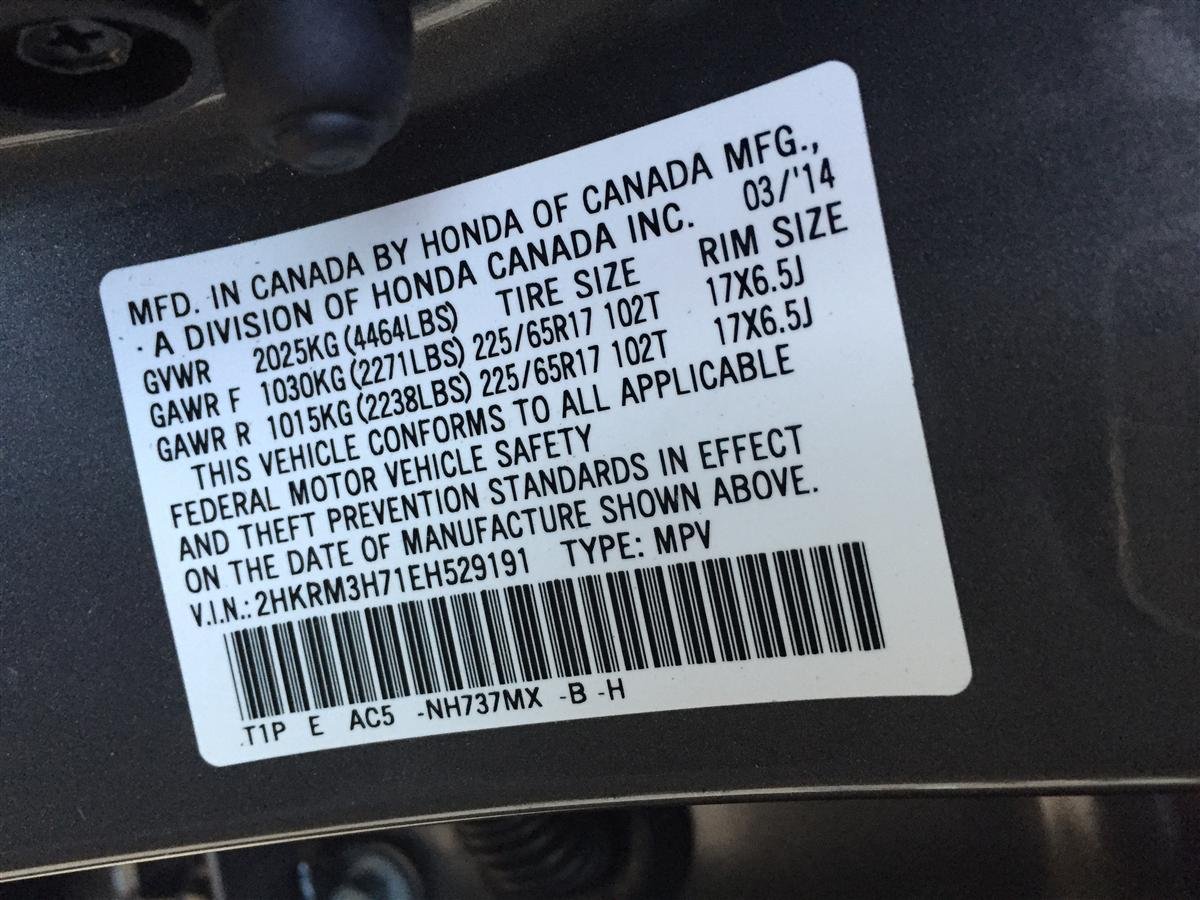 MFD. IN CANADA BY HONDA OF CANADA MFG.,
A DIVISION OF HONDA CANADA INC. 03/'14
GVWR 2025KG (4464LBS) TIRE SIZE RIM SIZE
GAWR F 1030KG (2271LBS) 225/65R17 102T 17X6.5J
GAWR R 1015KG (2238LBS) 225/65R17 102T 17X6.5J
THIS VEHICLE CONFORMS TO ALL APPLICABLE
FEDERAL MOTOR VEHICLE SAFETY
AND THEFT PREVENTION STANDARDS IN EFFECT
ON THE DATE OF MANUFACTURE SHOWN ABOVE.
V.I.N.: 2HKRM3H71EH529191 TYPE: MPV
T1P E AC5 -NH737MX -B -H